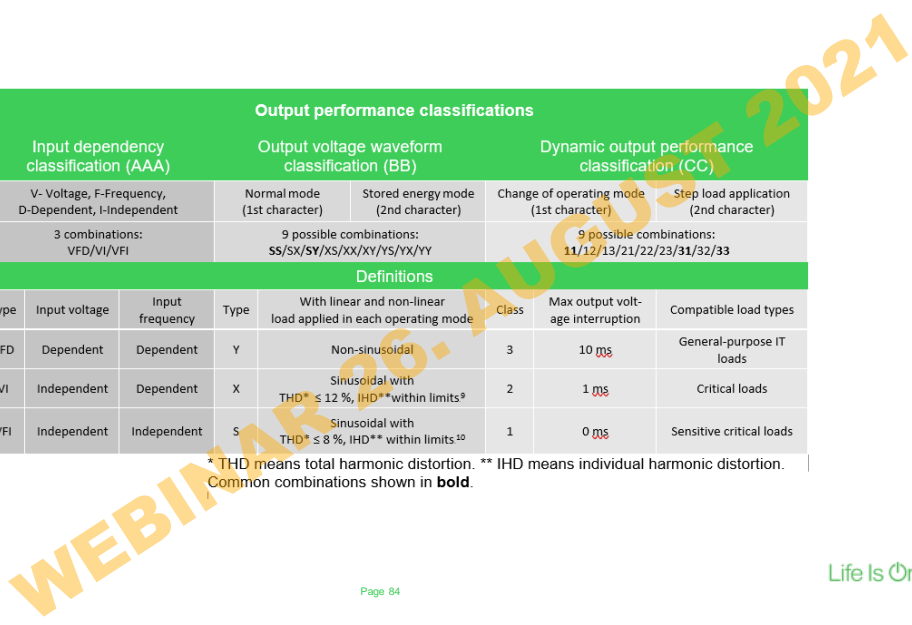 Output performance classifications
Input dependency
classification (AAA)
Output voltage waveform
classification (BB)
Dynamic output performance
classification (CC)
V- Voltage, F-Frequency,
D-Dependent, I-Independent
Normal mode
(1st character)
Stored energy mode
(2nd character)
Change of operating mode
(1st character)
Step load application
(2nd character)
3 combinations:
VFD/VI/VFI
9 possible combinations:
SS/SX/SY/XS/XX/XY/YS/YX/YY
9 possible combinations:
11/12/13/21/22/23/31/32/33
Definitions
ype
Input voltage
Input
frequency
Type
With linear and non-linear
load applied in each operating mode
Class
Max output volt-
age interruption
Compatible load types
FD
Dependent
Dependent
Y
Non-sinusoidal
3
10 ms
General-purpose IT
loads
VI
Independent
Dependent
X
Sinusoidal with
THD* ≤ 12 %, IHD**within limits⁹
2
1 ms
Critical loads
FI
Independent
Independent
S
Sinusoidal with
THD* ≤ 8 %, IHD** within limits¹⁰
1
0 ms
Sensitive critical loads
* THD means total harmonic distortion. ** IHD means individual harmonic distortion.
Common combinations shown in bold.
WEBINAR 26. AUGUST 2021
Page 84
Life Is On